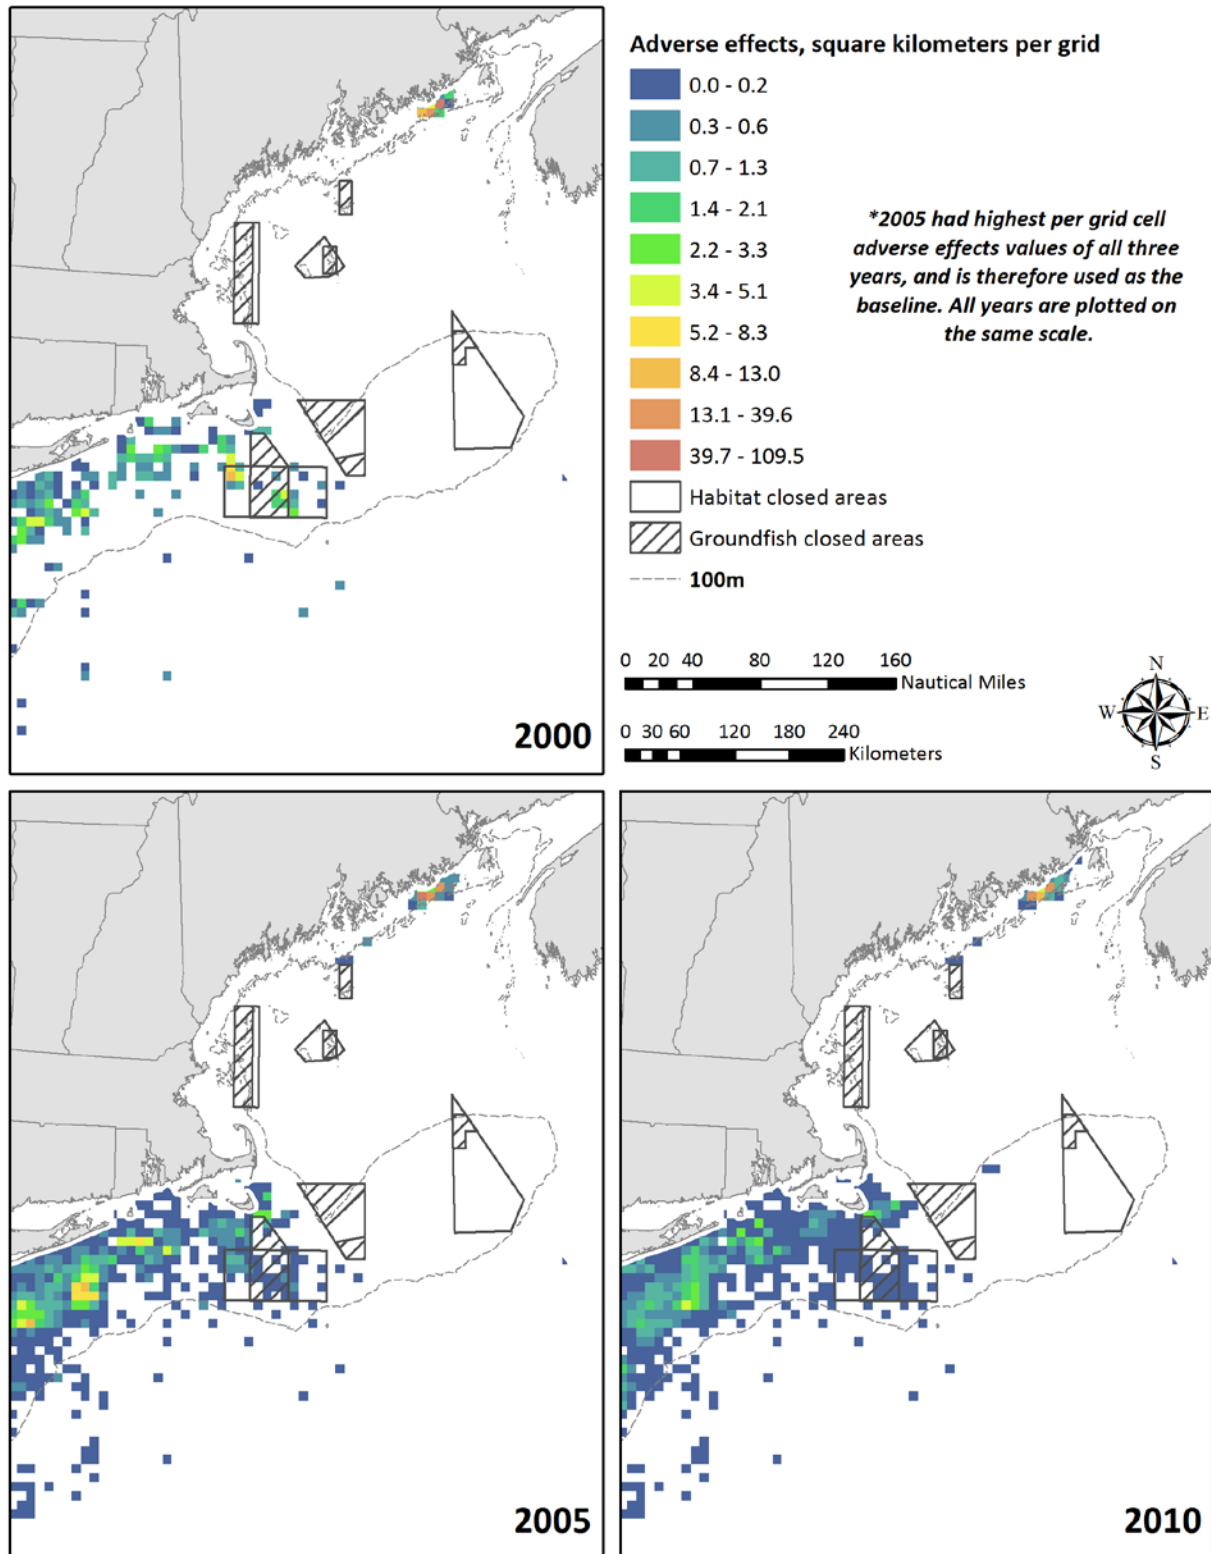 Adverse effects, square kilometers per grid
0.0 - 0.2
0.3 - 0.6
0.7 - 1.3
1.4 - 2.1
2.2 - 3.3
3.4 - 5.1
5.2 - 8.3
8.4 - 13.0
13.1 - 39.6
39.7 - 109.5
Habitat closed areas
Groundfish closed areas
100m
*2005 had highest per grid cell
adverse effects values of all three
years, and is therefore used as the
baseline. All years are plotted on
the same scale.
0 20 40 80 120 160
Nautical Miles
0 30 60 120 180 240
Kilometers
N
W E
S
2000
2005
2010